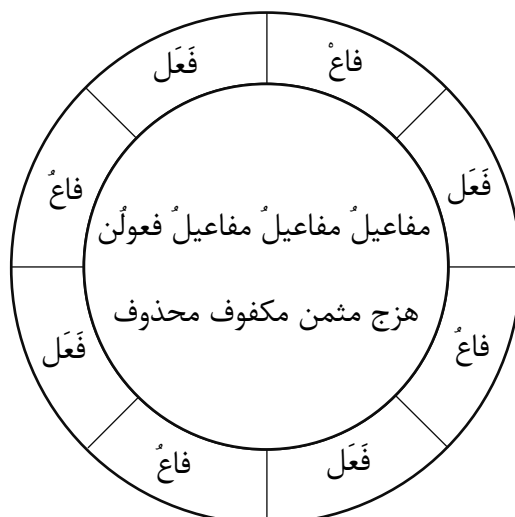 فاعْ
فَعَل
فَعَل
فاعُ
مفاعیلُ مفاعیلُ مفاعیلُ فعولُن
هزج مثمن مکفوف محذوف
فاعُ
فَعَل
فَعَل
فاعُ